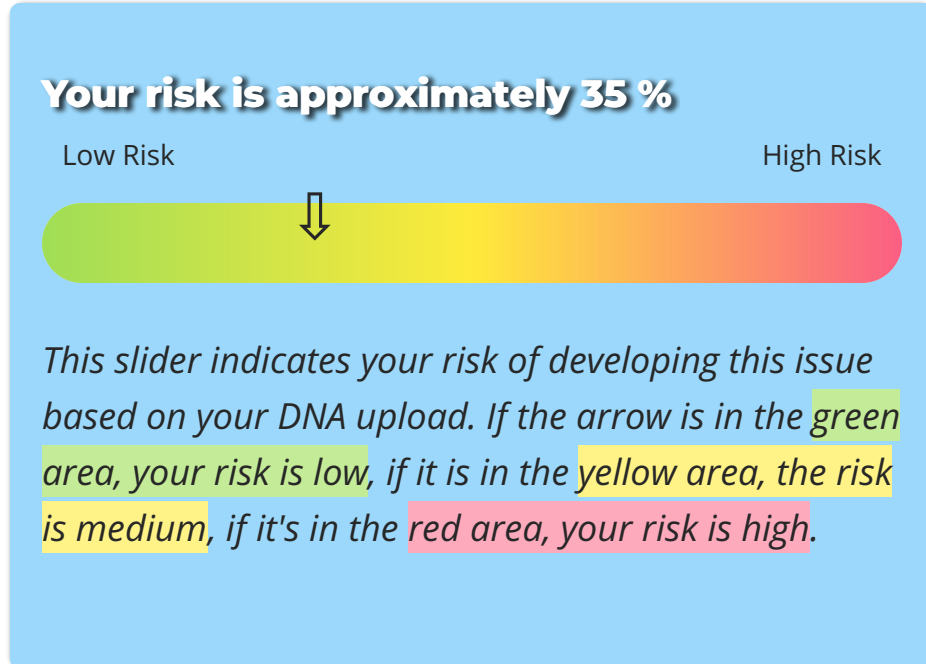 Your risk is approximately 35 %
Low Risk High Risk
This slider indicates your risk of developing this issue
based on your DNA upload. If the arrow is in the green
area, your risk is low, if it is in the yellow area, the risk
is medium, if it's in the red area, your risk is high.